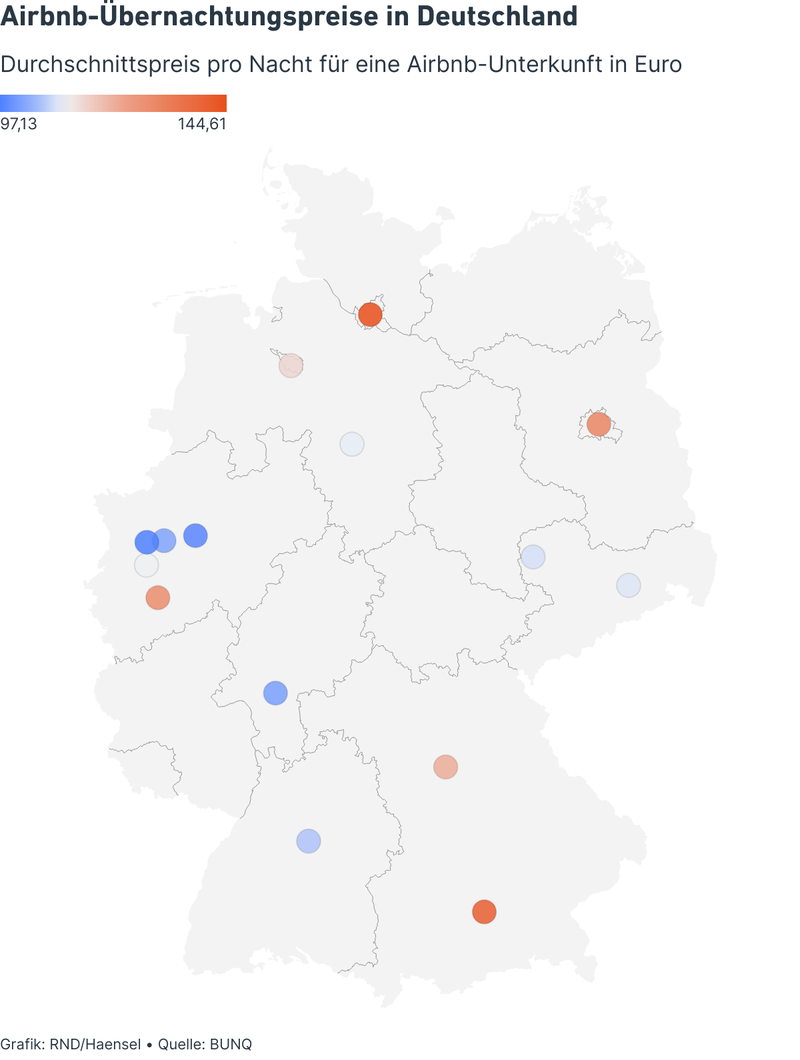 Airbnb-Übernachtungspreise in Deutschland
Durchschnittspreis pro Nacht für eine Airbnb-Unterkunft in Euro
97,13 144,61
Grafik: RND/Haensel • Quelle: BUNQ